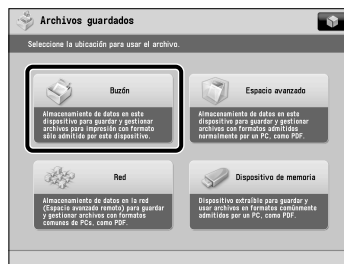 Archivos guardados
Seleccione la ubicación para usar el archivo.
Buzón
Almacenamiento de datos en este
dispositivo para guardar y gestionar
archivos para impresión con formato
sólo admitido por este dispositivo.
Espacio avanzado
Almacenamiento de datos en este
dispositivo para guardar y gestionar
archivos con formatos admitidos
normalmente por un PC, como PDF.
Red
Almacenamiento de datos en la red
(Espacio avanzado remoto) para guardar
y gestionar archivos con formatos
comunes de PCs, como PDF.
Dispositivo de memoria
Dispositivo extraíble para guardar y
usar archivos en formatos comúnmente
admitidos por un PC, como PDF.